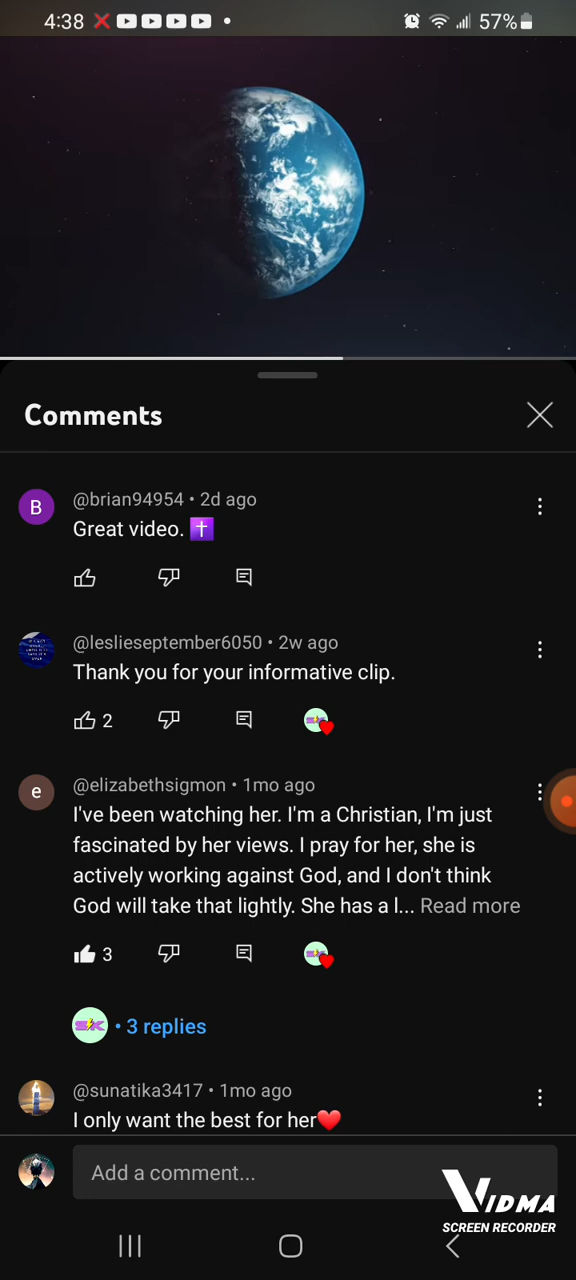 4:38
57%
Comments
B
@brian94954 • 2d ago
Great video. ✝️
@leslieseptember6050 • 2w ago
Thank you for your informative clip.
2
e
@elizabethsigmon • 1mo ago
I've been watching her. I'm a Christian, I'm just
fascinated by her views. I pray for her, she is
actively working against God, and I don't think
God will take that lightly. She has a l... Read more
3
• 3 replies
@sunatika3417 • 1mo ago
I only want the best for her❤️
Add a comment...
VIDMA
SCREEN RECORDER